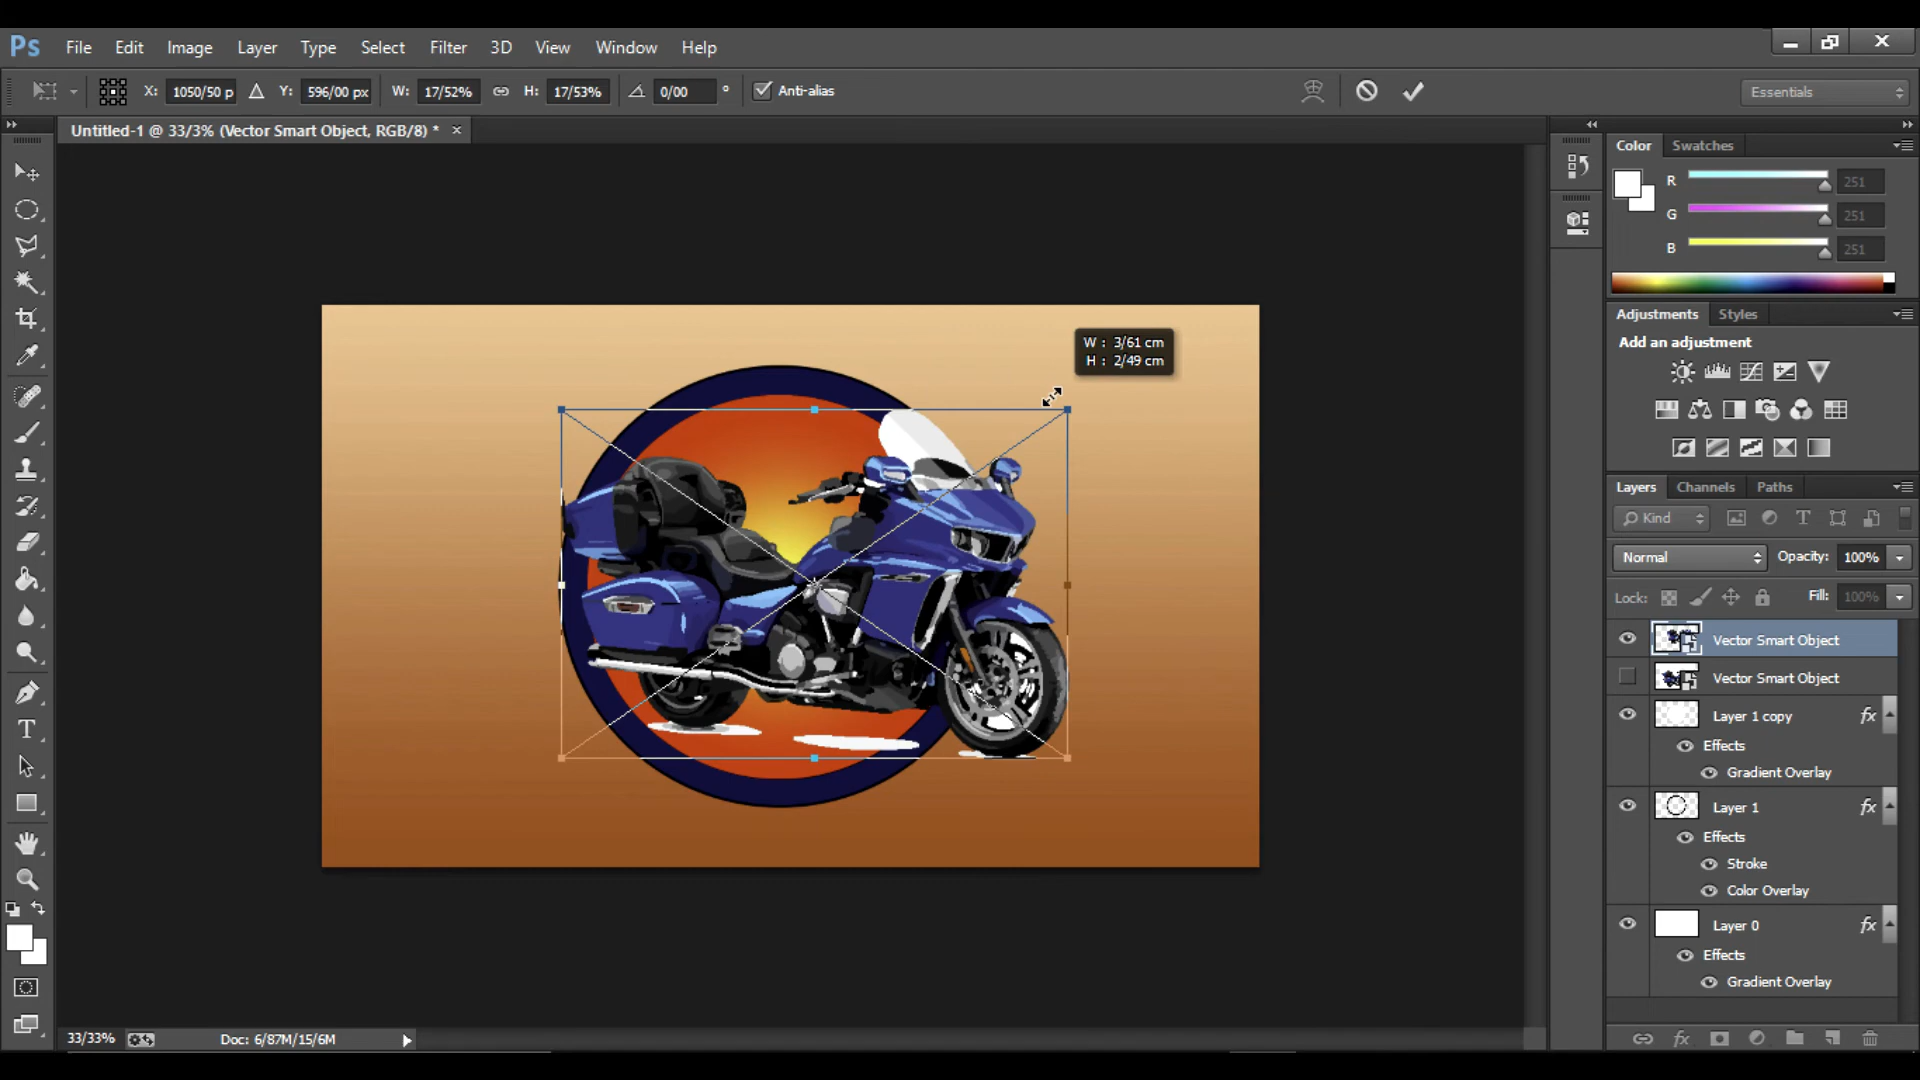 Ps File Edit Image Layer Type Select Filter 3D View Window Help
X: 1050/50 p Y: 596/00 px W: 17/52% H: 17/53% 0/00 ° Anti-alias Essentials
Untitled-1 @ 33/3% (Vector Smart Object, RGB/8) *
Color Swatches
R 251
G 251
B 251
Adjustments Styles
Add an adjustment
W : 3/61 cm
H : 2/49 cm
Layers Channels Paths
Kind
Normal Opacity: 100%
Lock: Fill: 100%
Vector Smart Object
Vector Smart Object
Layer 1 copy fx
Effects
Gradient Overlay
Layer 1 fx
Effects
Stroke
Color Overlay
Layer 0 fx
Effects
Gradient Overlay
33/33% Doc: 6/87M/15/6M